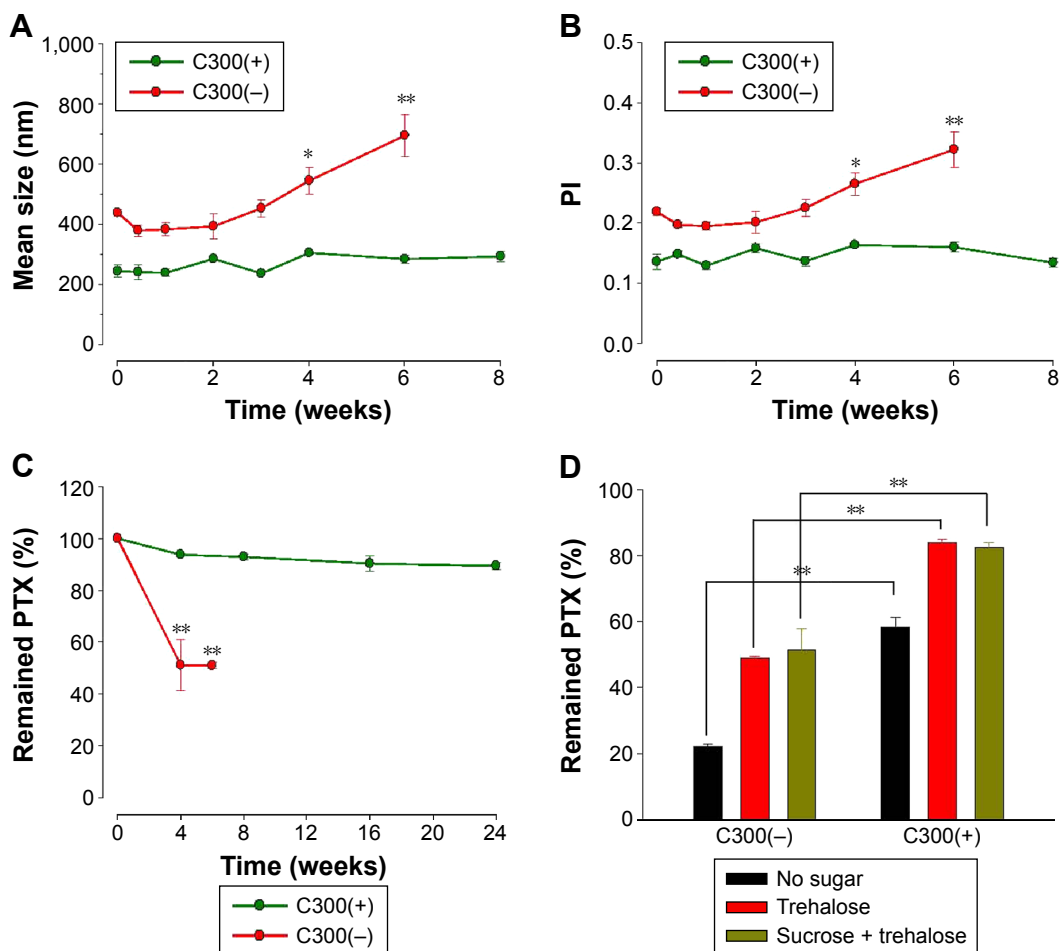 A
1,000
800
600
400
200
0
Mean size (nm)
C300(+)
C300(–)
*
**
0
2
4
6
8
Time (weeks)
B
0.5
0.4
0.3
0.2
0.1
0.0
PI
C300(+)
C300(–)
*
**
0
2
4
6
8
Time (weeks)
C
120
100
80
60
40
20
0
Remained PTX (%)
**
**
0
4
8
12
16
20
24
Time (weeks)
C300(+)
C300(–)
D
100
80
60
40
20
0
Remained PTX (%)
**
**
**
C300(–)
C300(+)
No sugar
Trehalose
Sucrose + trehalose